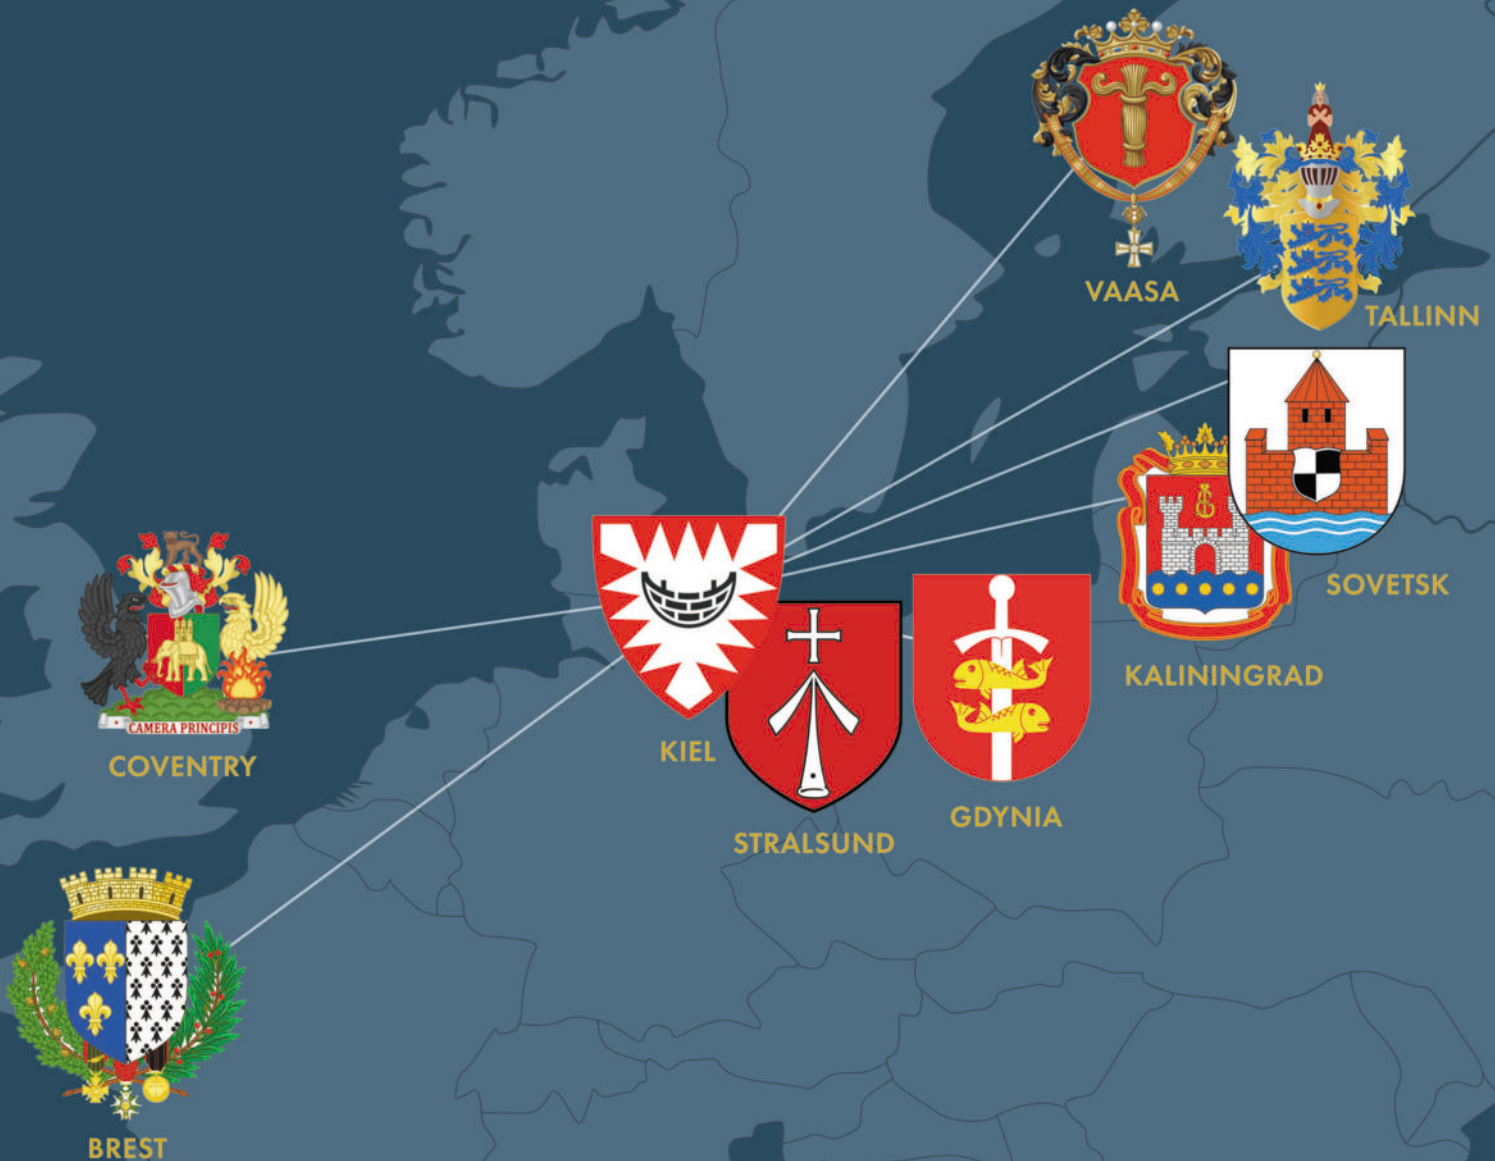 VAASA
TALLINN
SOVETSK
KALININGRAD
CAMERA PRINCIPIS
COVENTRY
KIEL
GDYNIA
STRALSUND
BREST